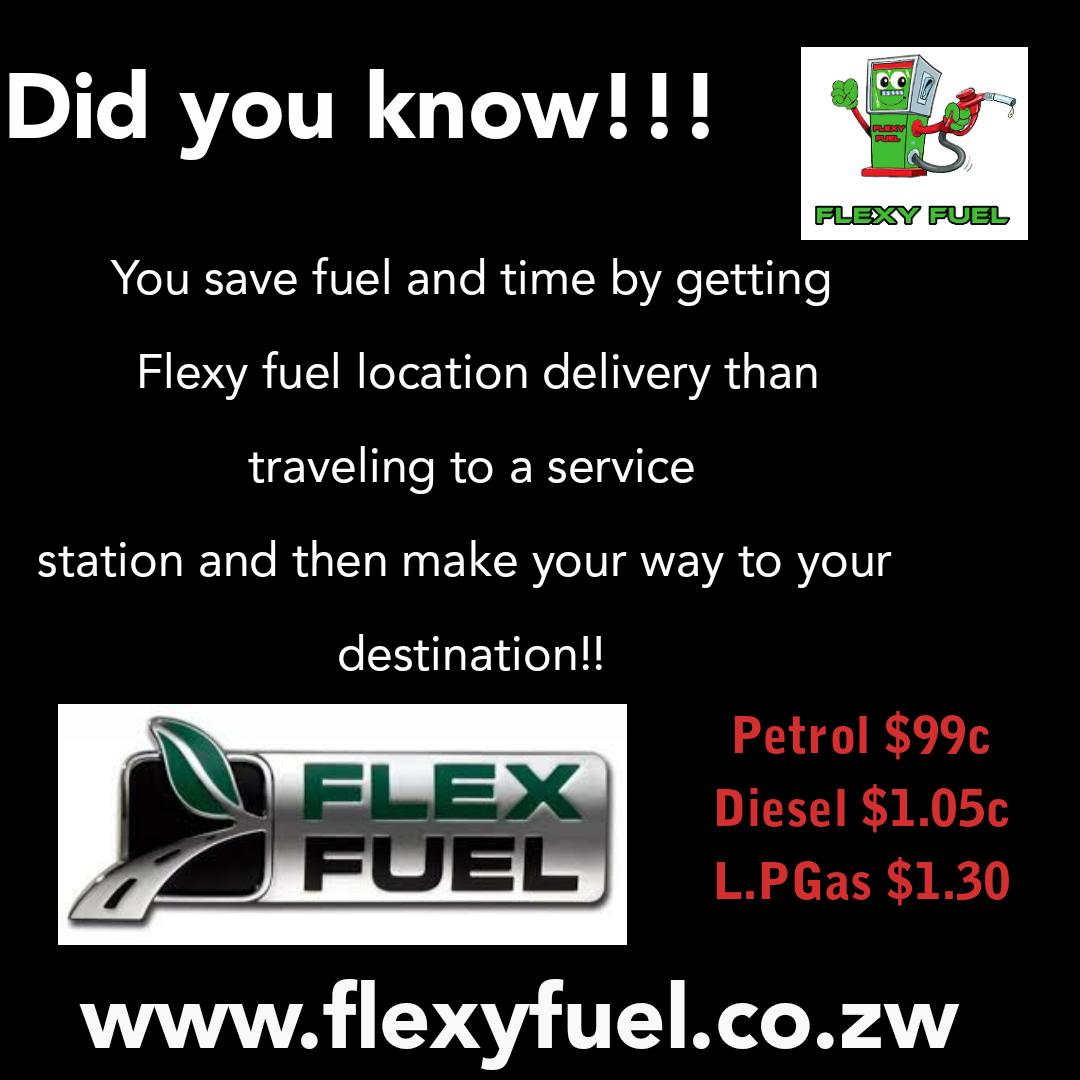 Did you know!!!
FLEXY
FUEL
FLEXY FUEL
You save fuel and time by getting
Flexy fuel location delivery than
traveling to a service
station and then make your way to your
destination!!
FLEX
FUEL
Petrol $99c
Diesel $1.05c
L.PGas $1.30
www.flexyfuel.co.zw